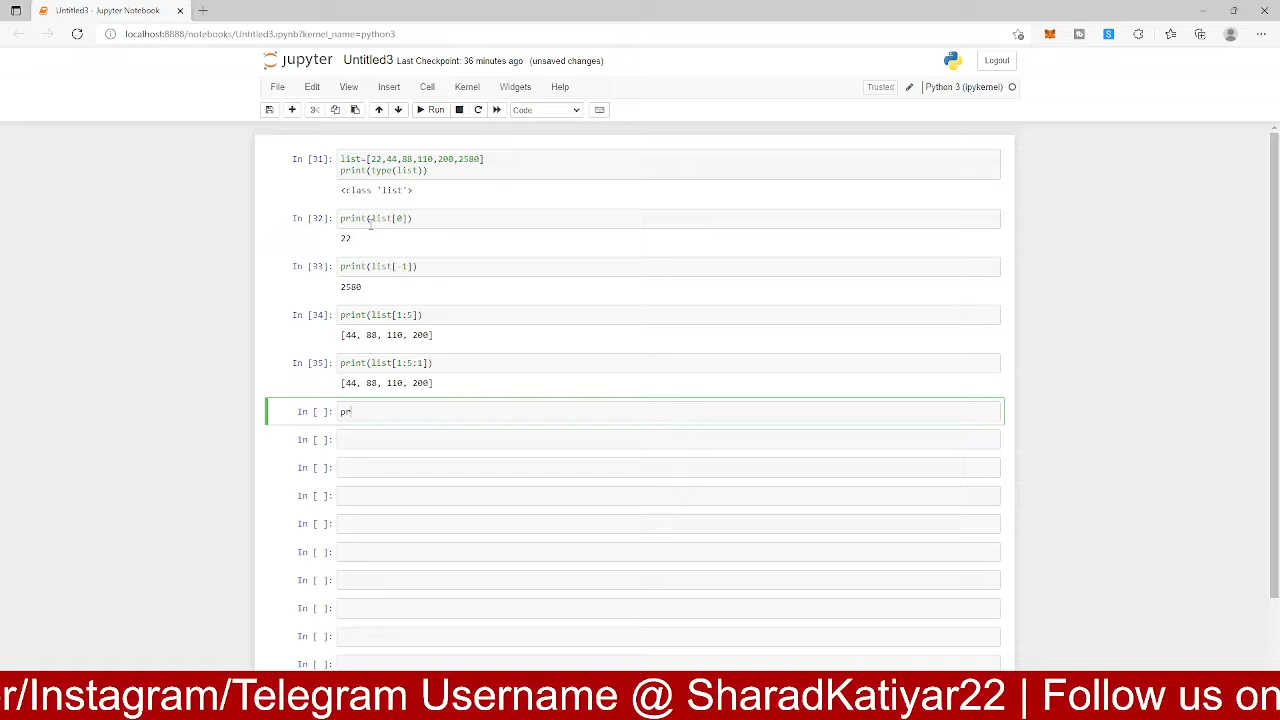 Untitled3 - Jupyter Notebook
localhost:8888/notebooks/Untitled3.ipynb?kernel_name=python3
jupyter Untitled3 Last Checkpoint: 36 minutes ago (unsaved changes) Logout
File Edit View Insert Cell Kernel Widgets Help Trusted Python 3 (ipykernel)
Run Code
In [31]: list=[22,44,88,110,200,2580]
print(type(list))
<class 'list'>
In [32]: print(list[0])
22
In [33]: print(list[-1])
2580
In [34]: print(list[1:5])
[44, 88, 110, 200]
In [35]: print(list[1:5:1])
[44, 88, 110, 200]
In [ ]: pr
In [ ]:
In [ ]:
In [ ]:
In [ ]:
In [ ]:
In [ ]:
In [ ]:
In [ ]:
In [ ]:
r/Instagram/Telegram Username @ SharadKatiyar22 | Follow us on